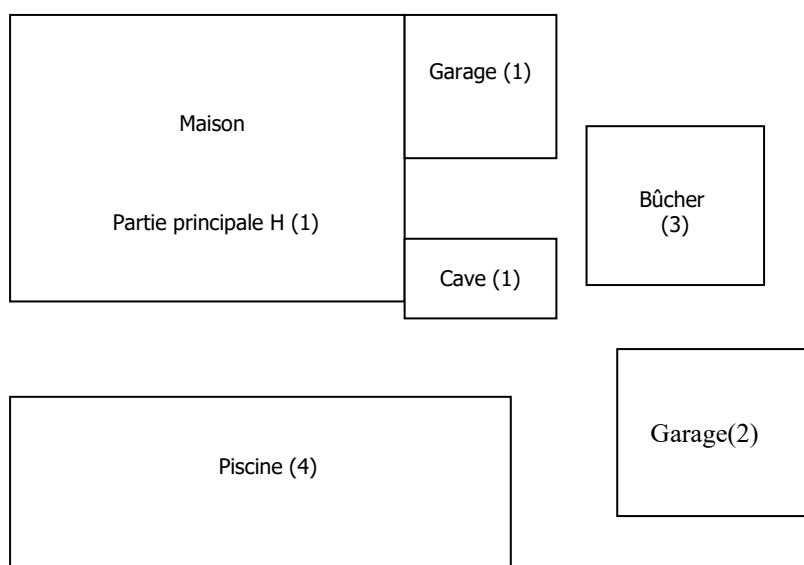 Garage (1)
Maison
Bûcher
(3)
Partie principale H (1)
Cave (1)
Garage(2)
Piscine (4)